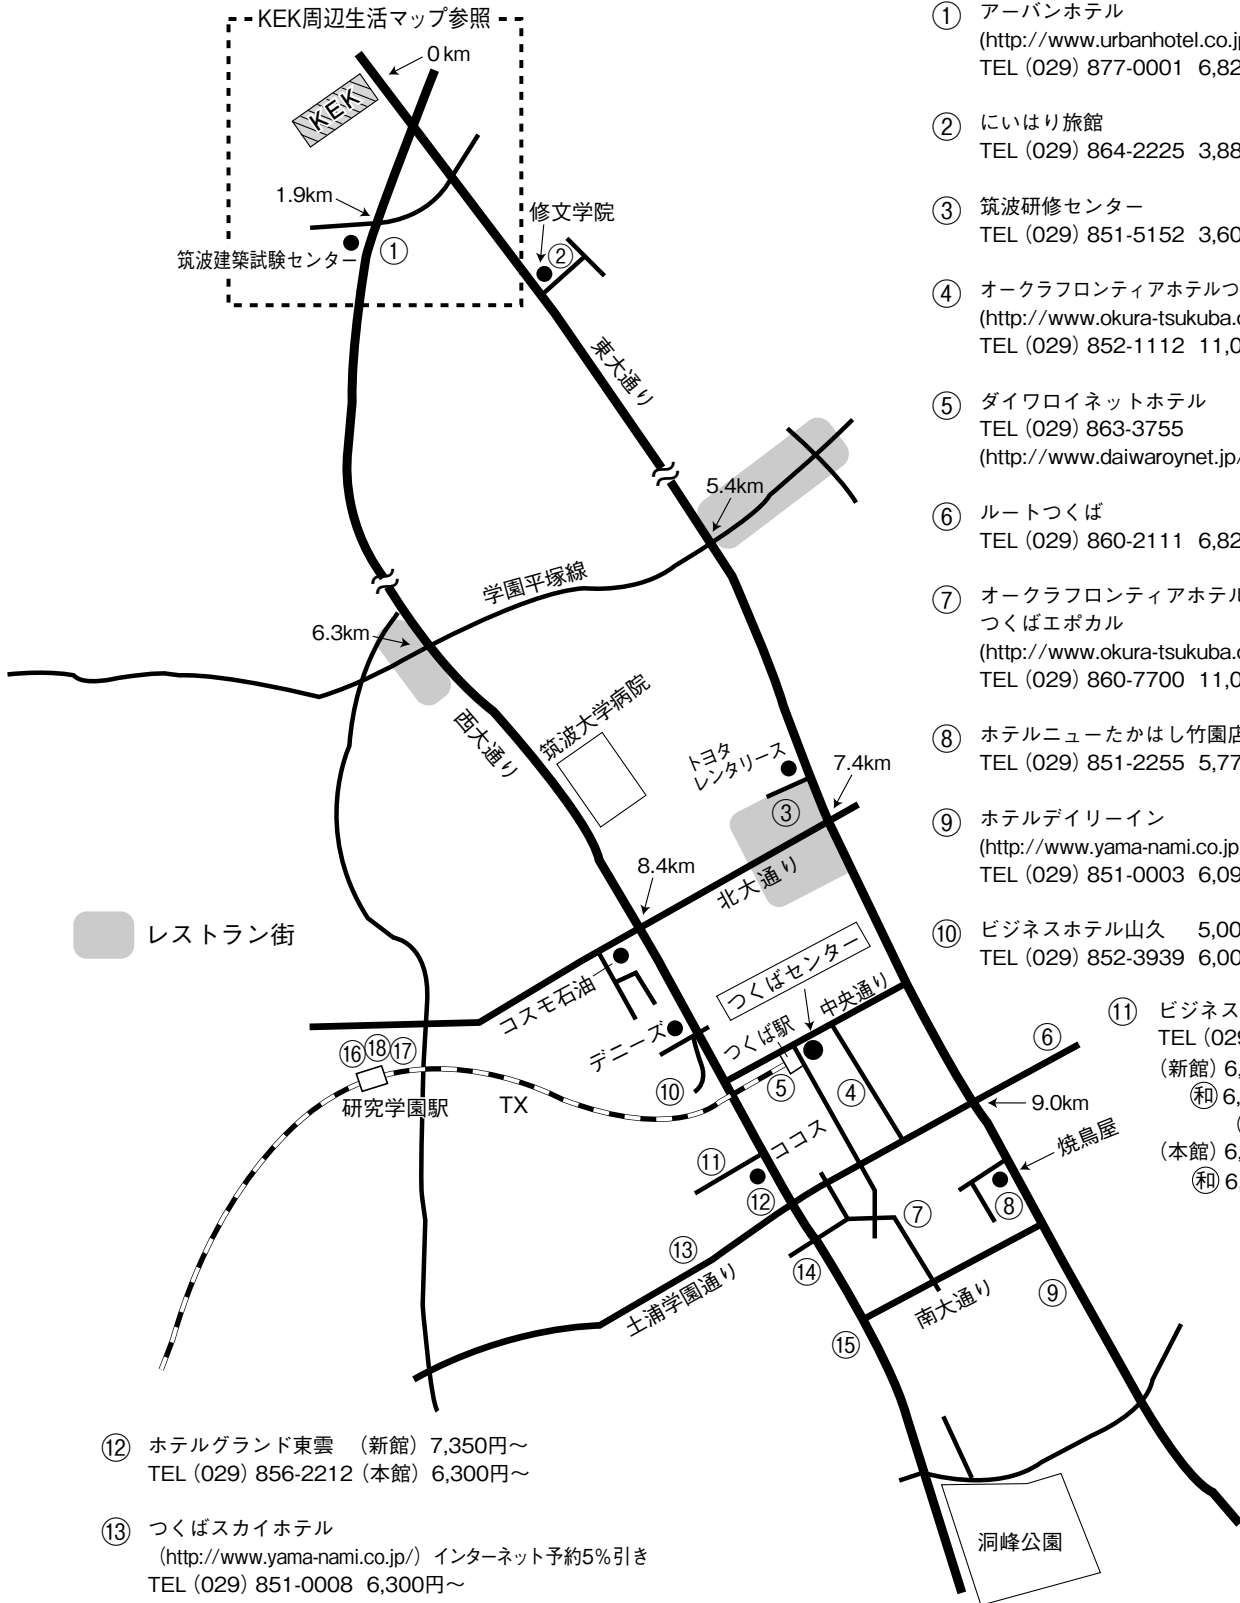 KEK周辺生活マップ参照
0km
KEK
1.9km
筑波建築試験センター
①
修文学院
②
東大通り
5.4km
学園平塚線
6.3km
西大通り
筑波大学病院
トヨタ
レンタリース
7.4km
③
8.4km
北大通り
レストラン街
コスモ石油
つくばセンター
中央通り
つくば駅
デニーズ
⑯⑱⑰
研究学園駅
TX
⑩
⑤
④
⑥
9.0km
焼鳥屋
ココス
⑪
⑫
⑧
⑦
⑬
⑭
土浦学園通り
南大通り
⑨
⑮
洞峰公園
① アーバンホテル
(http://www.urbanhotel.co.j
TEL (029) 877-0001 6,82
② にいはり旅館
TEL (029) 864-2225 3,88
③ 筑波研修センター
TEL (029) 851-5152 3,60
④ オークラフロンティアホテルつ
(http://www.okura-tsukuba.
TEL (029) 852-1112 11,0
⑤ ダイワロイネットホテル
TEL (029) 863-3755
(http://www.daiwaroynet.jp/
⑥ ルートつくば
TEL (029) 860-2111 6,82
⑦ オークラフロンティアホテル
つくばエポカル
(http://www.okura-tsukuba.
TEL (029) 860-7700 11,0
⑧ ホテルニューたかはし竹園店
TEL (029) 851-2255 5,77
⑨ ホテルデイリーイン
(http://www.yama-nami.co.jp
TEL (029) 851-0003 6,09
⑩ ビジネスホテル山久 5,00
TEL (029) 852-3939 6,00
⑪ ビジネス
TEL (029
(新館) 6,
和 6,
(
(本館) 6,
和 6,
⑫ ホテルグランド東雲 (新館) 7,350円～
TEL (029) 856-2212 (本館) 6,300円～
⑬ つくばスカイホテル
(http://www.yama-nami.co.jp/) インターネット予約5%引き
TEL (029) 851-0008 6,300円～